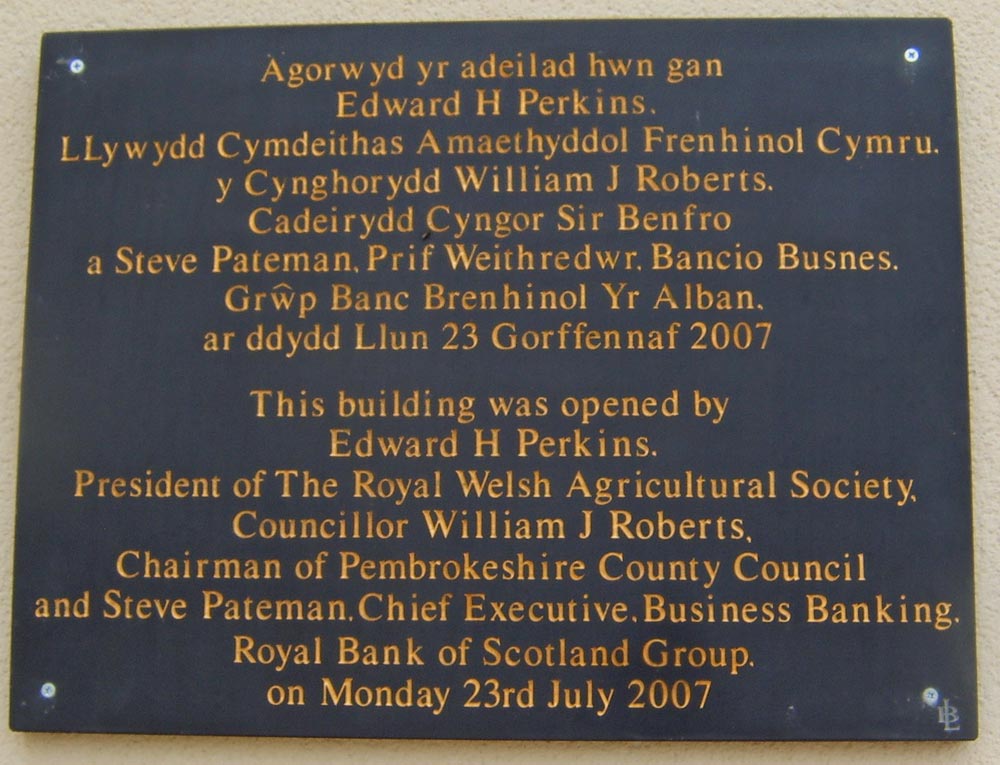 Agorwyd yr adeilad hwn gan
Edward H Perkins.
LLywydd Cymdeithas Amaethyddol Frenhinol Cymru.
y Cynghorydd William J Roberts.
Cadeirydd Cyngor Sir Benfro
a Steve Pateman. Prif Weithredwr. Bancio Busnes.
Grŵp Banc Brenhinol Yr Alban.
ar ddydd Llun 23 Gorffennaf 2007
This building was opened by
Edward H Perkins.
President of The Royal Welsh Agricultural Society,
Councillor William J Roberts,
Chairman of Pembrokeshire County Council
and Steve Pateman. Chief Executive. Business Banking.
Royal Bank of Scotland Group.
on Monday 23rd July 2007